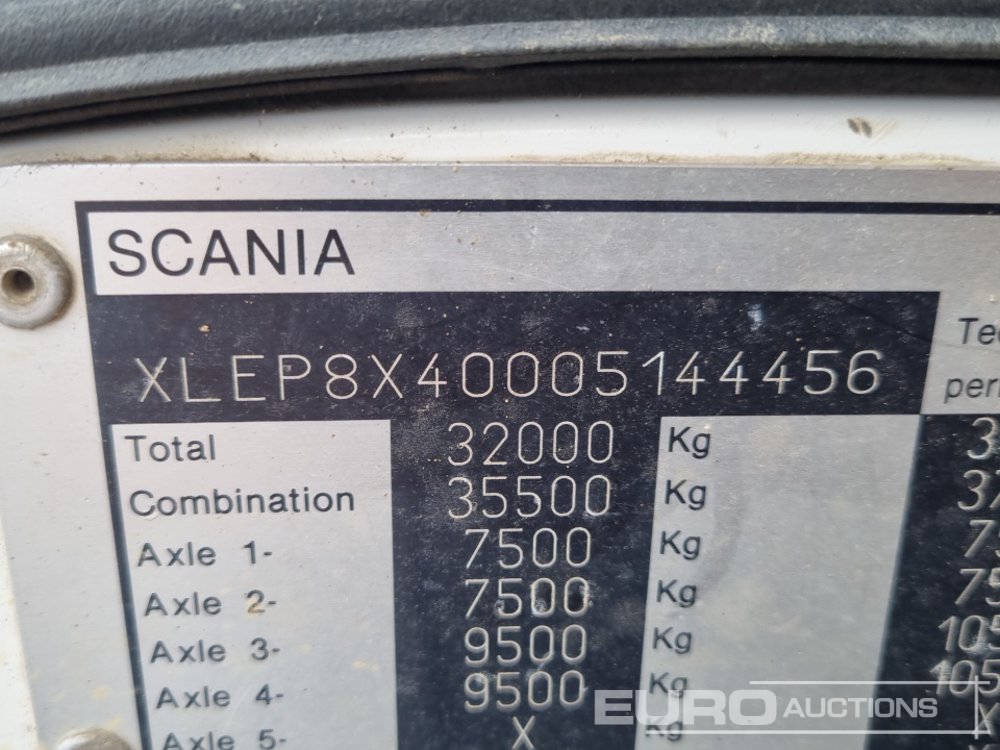 SCANIA
XLEP8X40005144456
Total 32000 Kg
Combination 35500 Kg
Axle 1- 7500 Kg
Axle 2- 7500 Kg
Axle 3- 9500 Kg
Axle 4- 9500 Kg
Axle 5- X Kg
EURO AUCTIONS